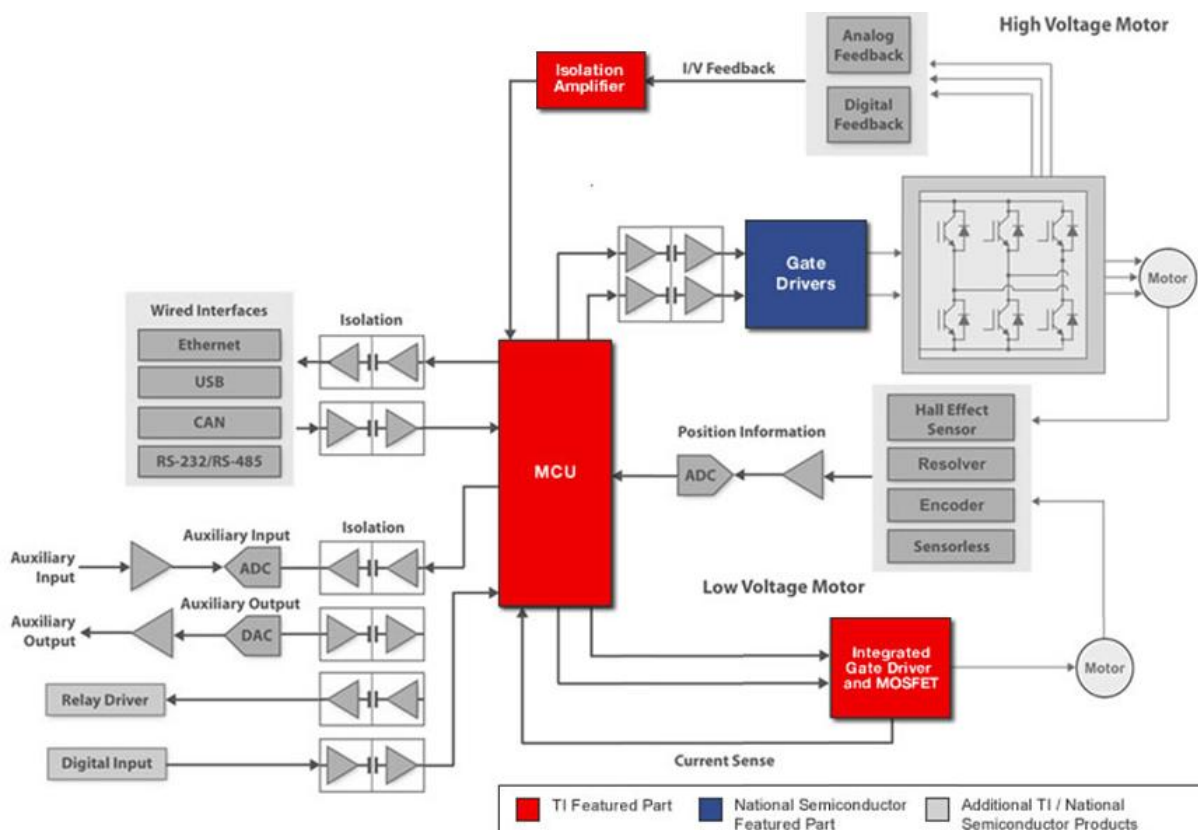 High Voltage Motor
Analog
Feedback
Digital
Feedback
I/V Feedback
Isolation
Amplifier
Gate
Drivers
Motor
Wired Interfaces
Ethernet
USB
CAN
RS-232/RS-485
Isolation
MCU
Position Information
ADC
Hall Effect
Sensor
Resolver
Encoder
Sensorless
Auxiliary
Input
Auxiliary Input
ADC
Isolation
Auxiliary
Output
Auxiliary Output
DAC
Relay Driver
Digital Input
Low Voltage Motor
Integrated
Gate Driver
and MOSFET
Motor
Current Sense
TI Featured Part
National Semiconductor
Featured Part
Additional TI / National
Semiconductor Products